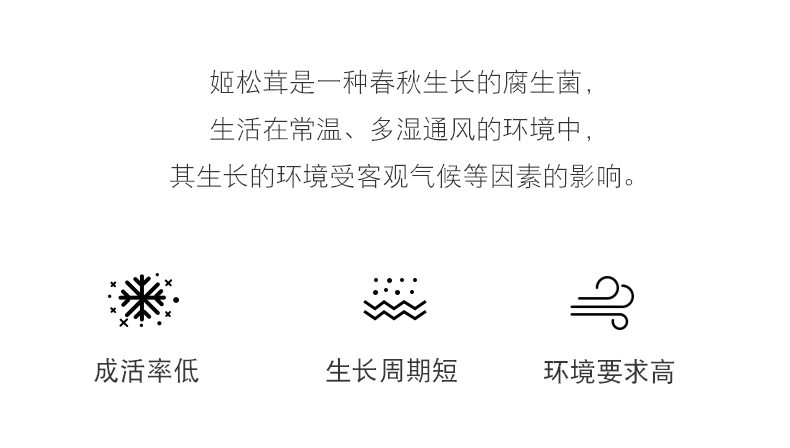 姬松茸是一种春秋生长的腐生菌，
生活在常温、多湿通风的环境中，
其生长的环境受客观气候等因素的影响。
成活率低
生长周期短
环境要求高